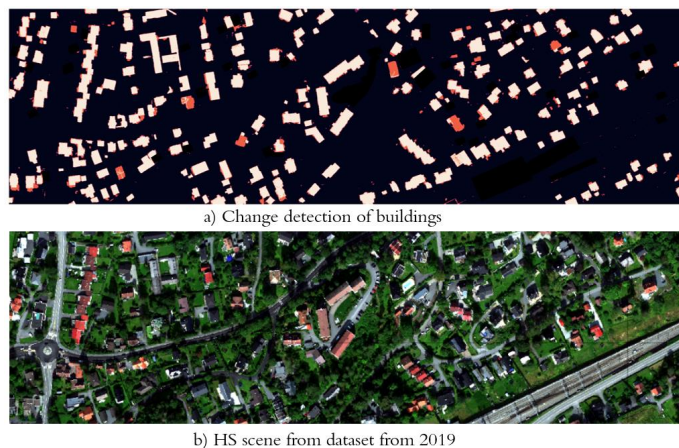 a) Change detection of buildings
b) HS scene from dataset from 2019